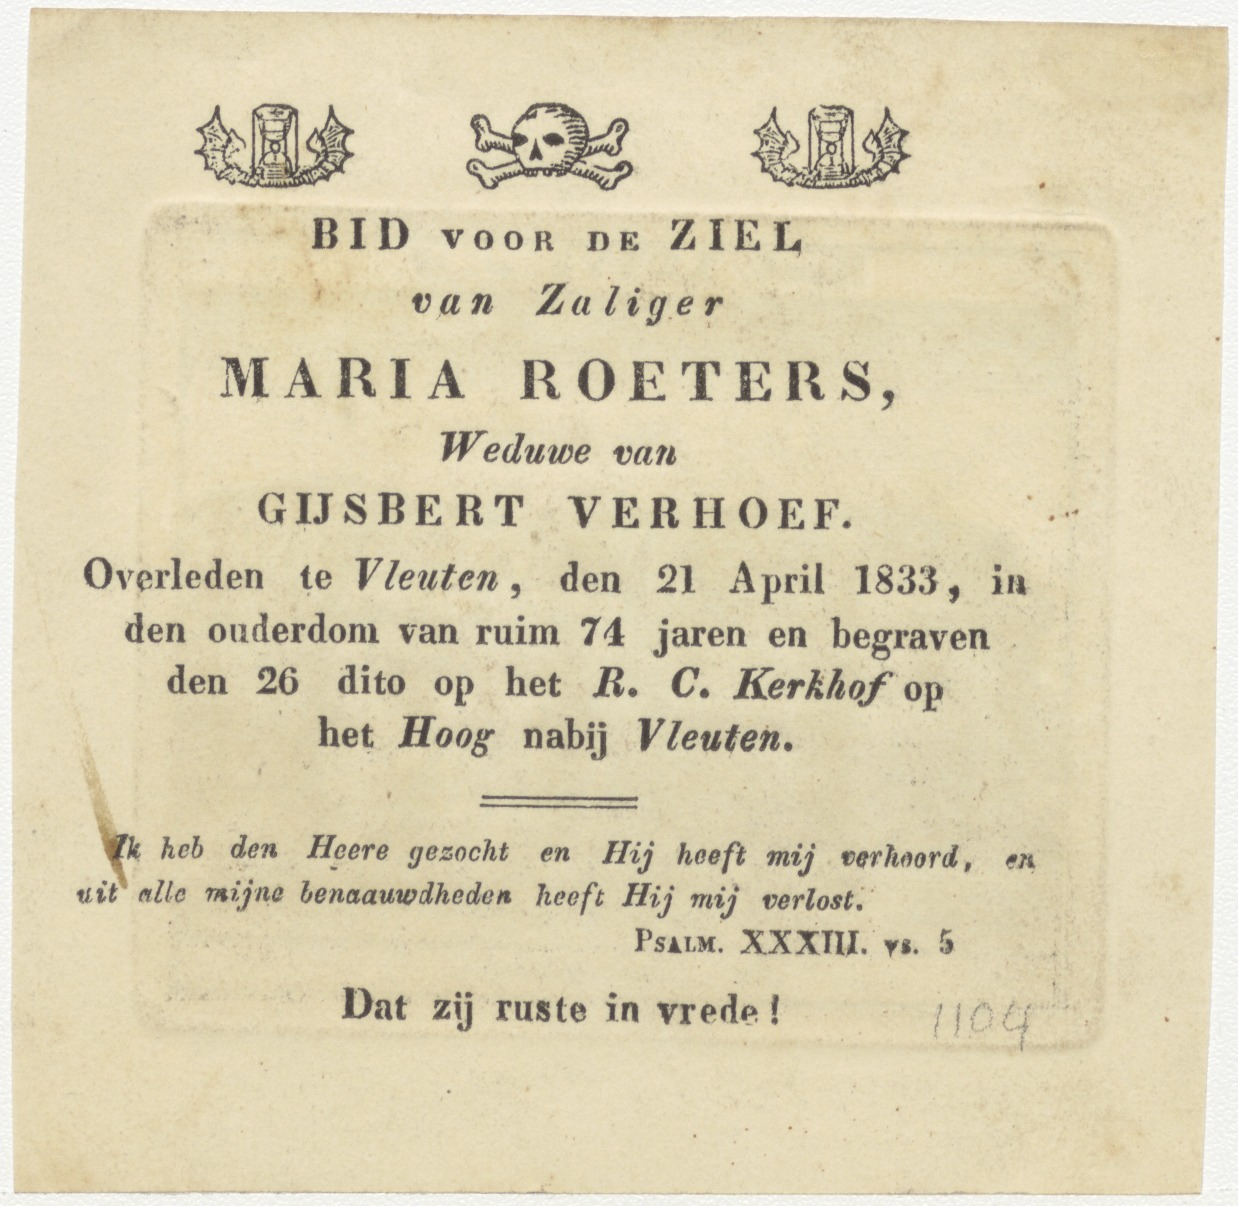 BID VOOR DE ZIEL
van Zaliger
MARIA ROETERS,
Weduwe van
GIJSBERT VERHOEF.
Overleden te Vleuten, den 21 April 1833, in
den ouderdom van ruim 74 jaren en begraven
den 26 dito op het R. C. Kerkhof op
het Hoog nabij Vleuten.
Ik heb den Heere gezocht en Hij heeft mij verhoord, en
uit alle mijne benaauwdheden heeft Hij mij verlost.
PSALM. XXXIII. vs. 5
Dat zij ruste in vrede!
1104